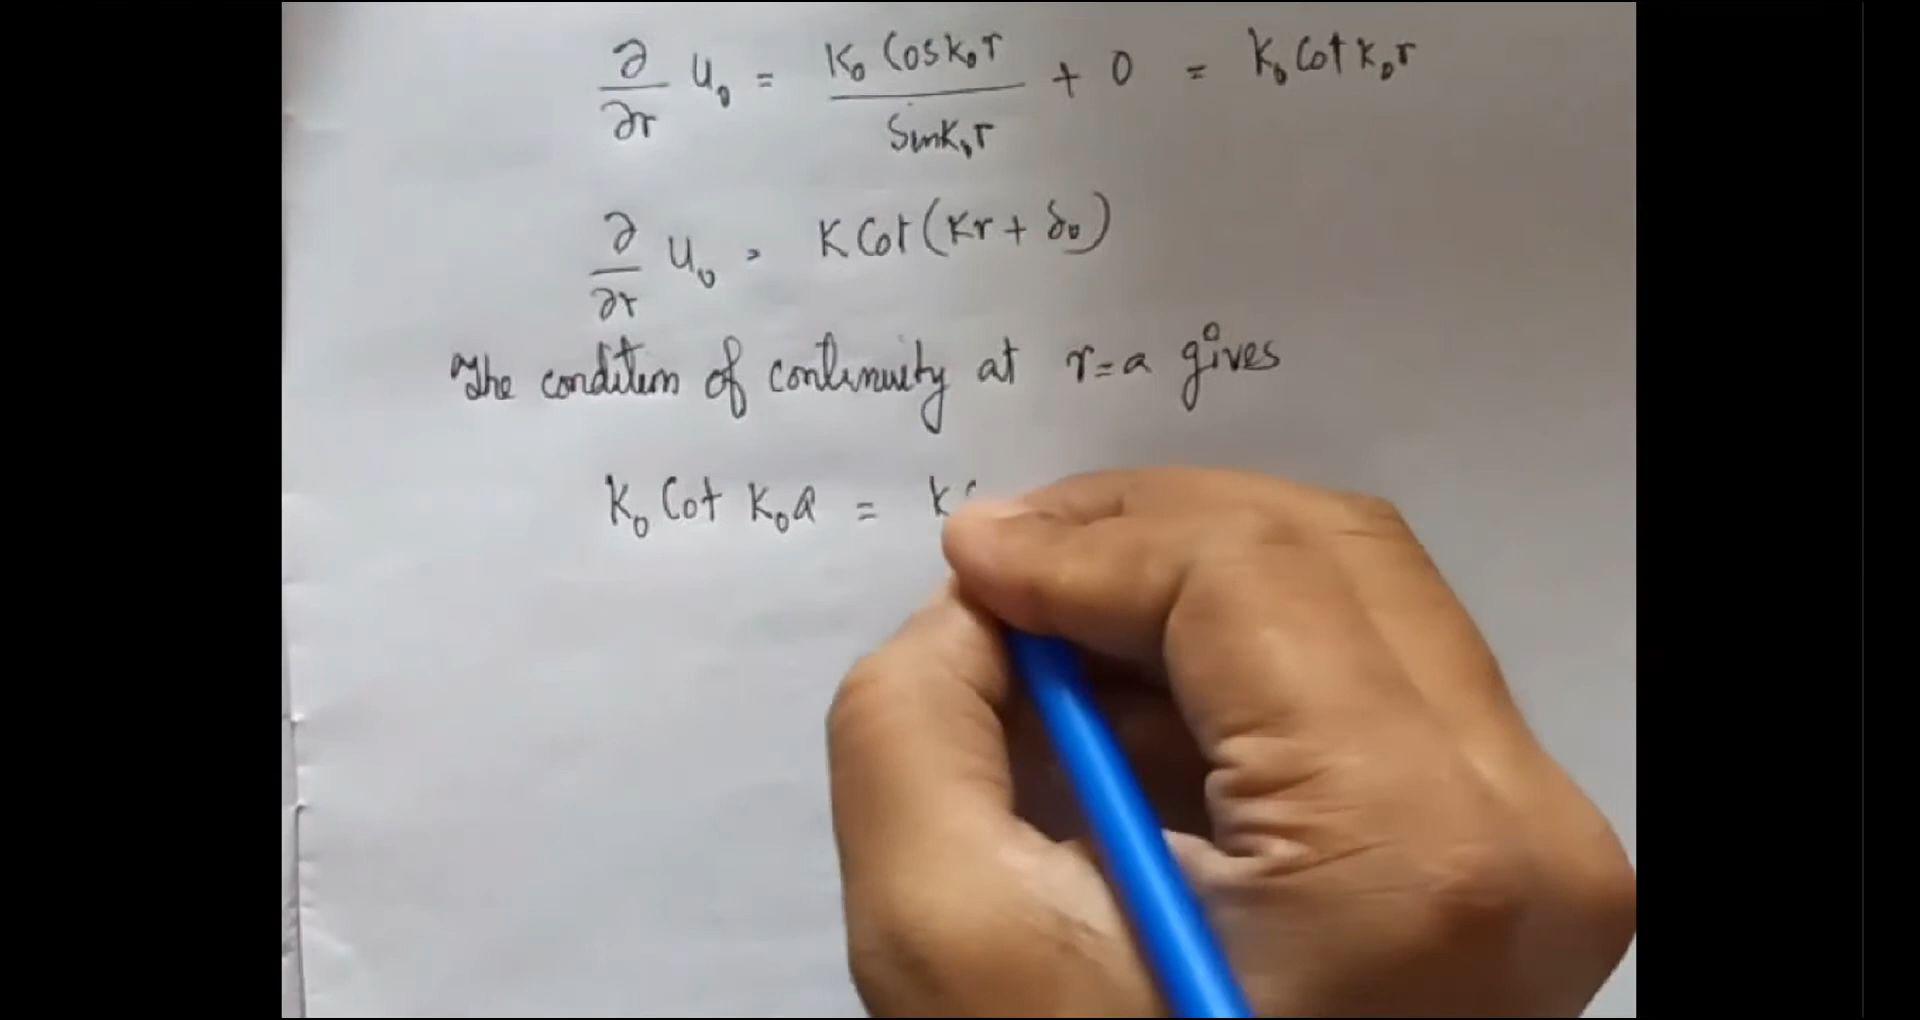 ∂/∂r u₀ = K₀ Cos k₀r / Sin K₀r + 0 = k₀ Cot k₀r
∂/∂r u₀ = K Cot (Kr + δ₀)
The condition of continuity at r = a gives
K₀ Cot K₀a = K C